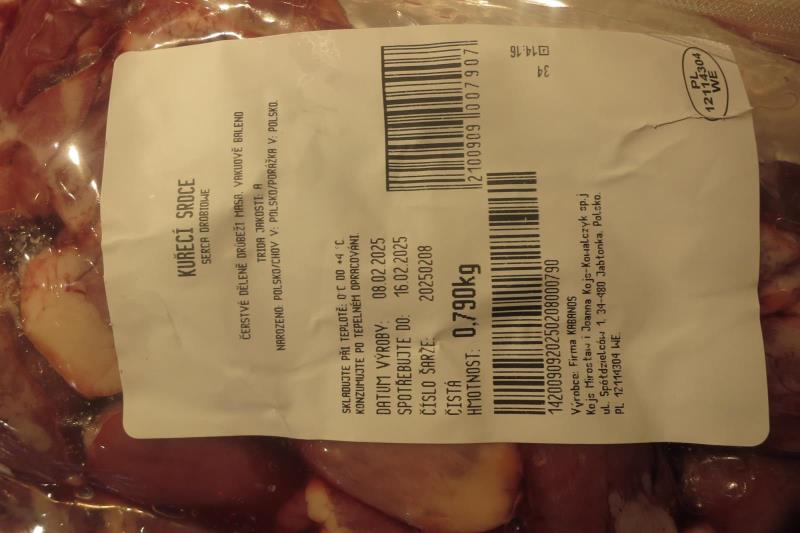 KUŘECÍ SRDCE
SERCA DROBIOWE
ČERSTVÉ DĚLENÉ DRŮBEŽÍ MASO. VAKUOVĚ BALENO
TŘÍDA JAKOSTI: A
NAROZENO: POLSKO/CHOV V: POLSKO/PORÁŽKA V: POLSKO.
SKLADUJTE PŘI TEPLOTĚ: 0°C DO +4 °C
KONZUMUJTE PO TEPELNÉM OPRACOVÁNÍ.
DATUM VÝROBY: 08.02.2025
SPOTŘEBUJTE DO: 16.02.2025
ČÍSLO ŠARŽE: 20250208
ČISTÁ
HMOTNOST: 0,790kg
2100909007907
14200909202502080000790
Výrobce: Firma KABANOS
Kojs Mirosław i Joanna Kojs-Kowalczyk sp.j
ul. Spółdzielców 1, 34-480 Jabłonka, Polsko.
PL 12114304 WE.
34
14:16
PL
12114304
WE